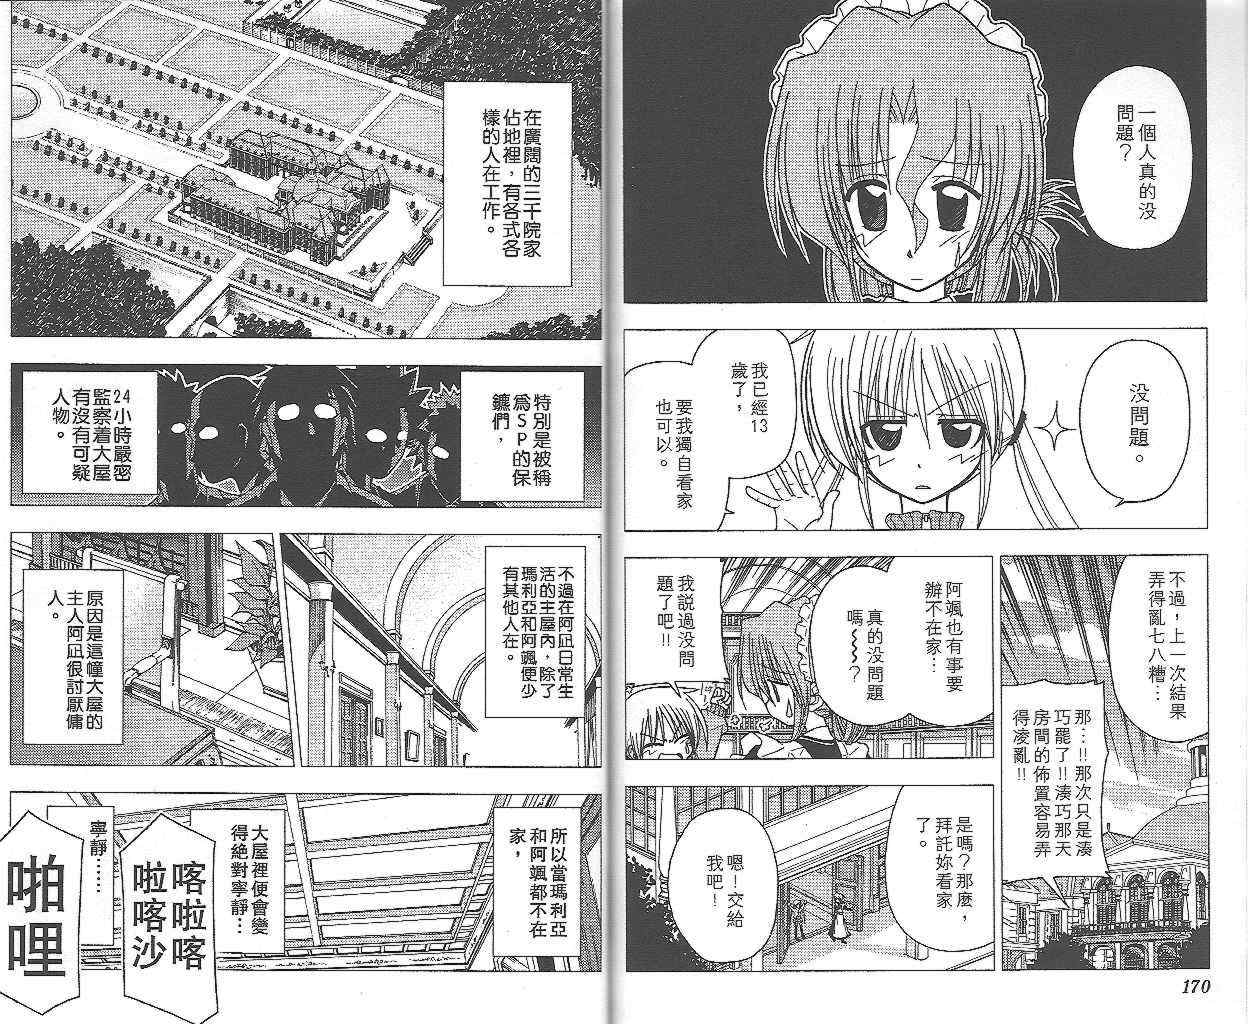 一個人真的没
問題？
没問題。
我已經13
歲了，
要我獨自看家
也可以。
不過，上一次結果
弄得亂七八糟…
那…!!那次只是湊
巧罷了!!湊巧那天
房間的佈置容易弄
得凌亂!!
阿颯也有事要
辦不在家…
真的没問題
嗎～～？
我説過没問
題了吧!!
是嗎？那麽，
拜託妳看家
了。
嗯！交給
我吧！
170
在廣闊的三千院家
佔地裡，有各式各
樣的人在工作。
特別是被稱
爲SP的保
鑣們，
24小時嚴密
監察着大屋
有沒有可疑
人物。
不過在阿凪日常生
活的主屋內，除了
瑪利亞和阿颯便少
有其他人在。
原因是這幢大屋的
主人阿凪很討厭傭
人。
所以當瑪利亞
和阿颯都不在
家，
大屋裡便會變
得絕對寧靜…
喀啦喀
啦喀沙
寧靜………
啪哩